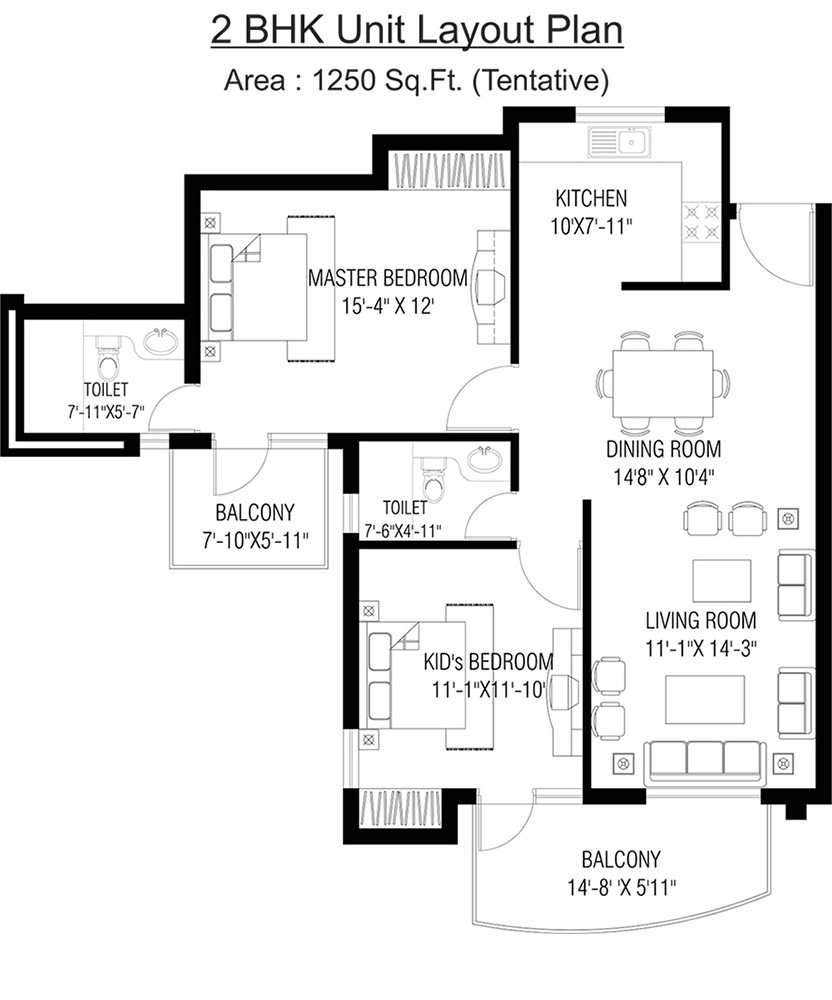 2 BHK Unit Layout Plan
Area : 1250 Sq.Ft. (Tentative)
KITCHEN
10'X7'-11"
MASTER BEDROOM
15'-4" X 12'
TOILET
7'-11"X5'-7"
DINING ROOM
14'8" X 10'4"
BALCONY
7'-10"X5'-11"
TOILET
7'-6"X4'-11"
LIVING ROOM
11'-1"X 14'-3"
KID's BEDROOM
11'-1"X11'-10'
BALCONY
14'-8' 'X 5'11"